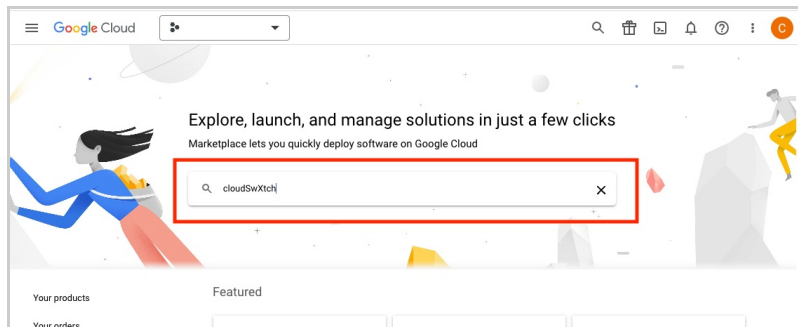 Google Cloud
C
Explore, launch, and manage solutions in just a few clicks
Marketplace lets you quickly deploy software on Google Cloud
cloudSwXtch
Your products
Featured
Your orders